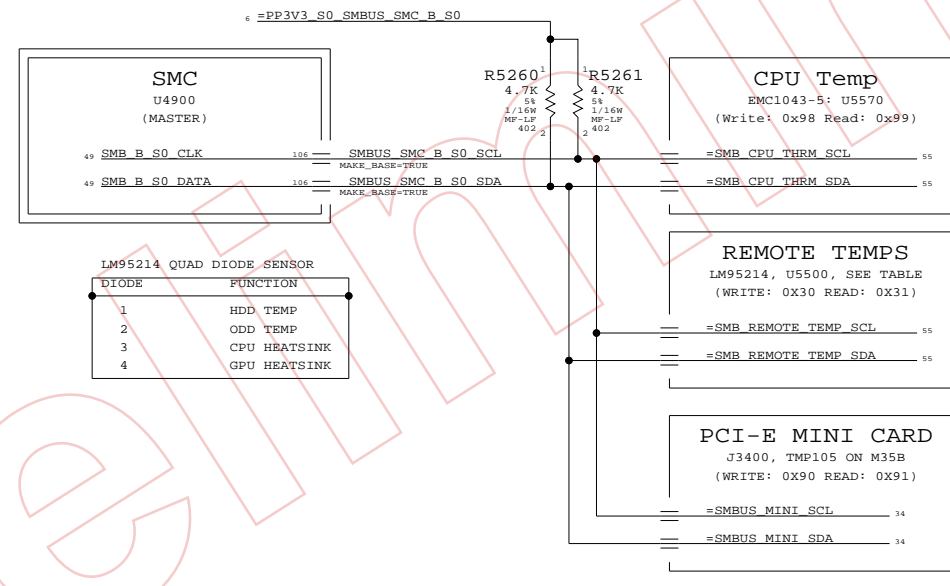 6 =PP3V3_S0_SMBUS_SMC_B_S0
SMC
U4900
(MASTER)
49 SMB_B_S0_CLK
106 SMBUS_SMC_B_S0_SCL
MAKE_BASE=TRUE
49 SMB_B_S0_DATA
106 SMBUS_SMC_B_S0_SDA
MAKE_BASE=TRUE
R5260 1
4.7K
5%
1/16W
MF-LF
402
2
1 R5261
4.7K
5%
1/16W
MF-LF
402
2
CPU Temp
EMC1043-5: U5570
(Write: 0x98 Read: 0x99)
=SMB_CPU_THRM_SCL 55
=SMB_CPU_THRM_SDA 55
LM95214 QUAD DIODE SENSOR
DIODE FUNCTION
1 HDD TEMP
2 ODD TEMP
3 CPU HEATSINK
4 GPU HEATSINK
REMOTE TEMPS
LM95214, U5500, SEE TABLE
(WRITE: 0X30 READ: 0X31)
=SMB_REMOTE_TEMP_SCL 55
=SMB_REMOTE_TEMP_SDA 55
PCI-E MINI CARD
J3400, TMP105 ON M35B
(WRITE: 0X90 READ: 0X91)
=SMBUS_MINI_SCL 34
=SMBUS_MINI_SDA 34
elimi